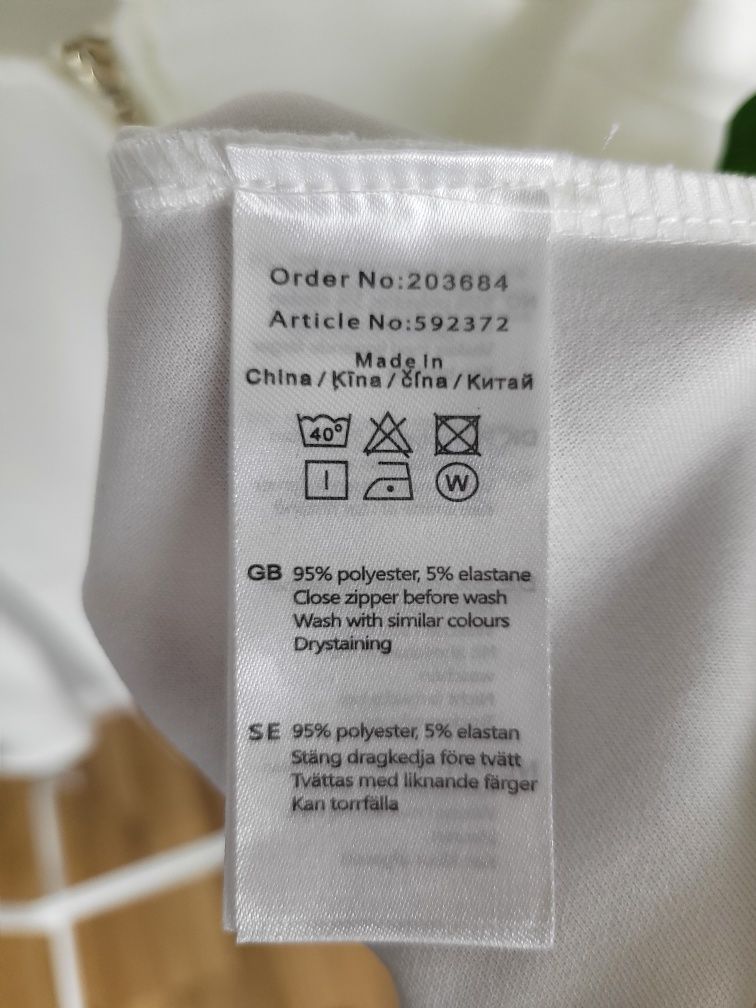 Order No:203684
Article No:592372
Made In
China / Ķīna / čína / Китай
40°
W
GB 95% polyester, 5% elastane
Close zipper before wash
Wash with similar colours
Drystaining
SE 95% polyester, 5% elastan
Stäng dragkedja före tvätt
Tvättas med liknande färger
Kan torrfälla